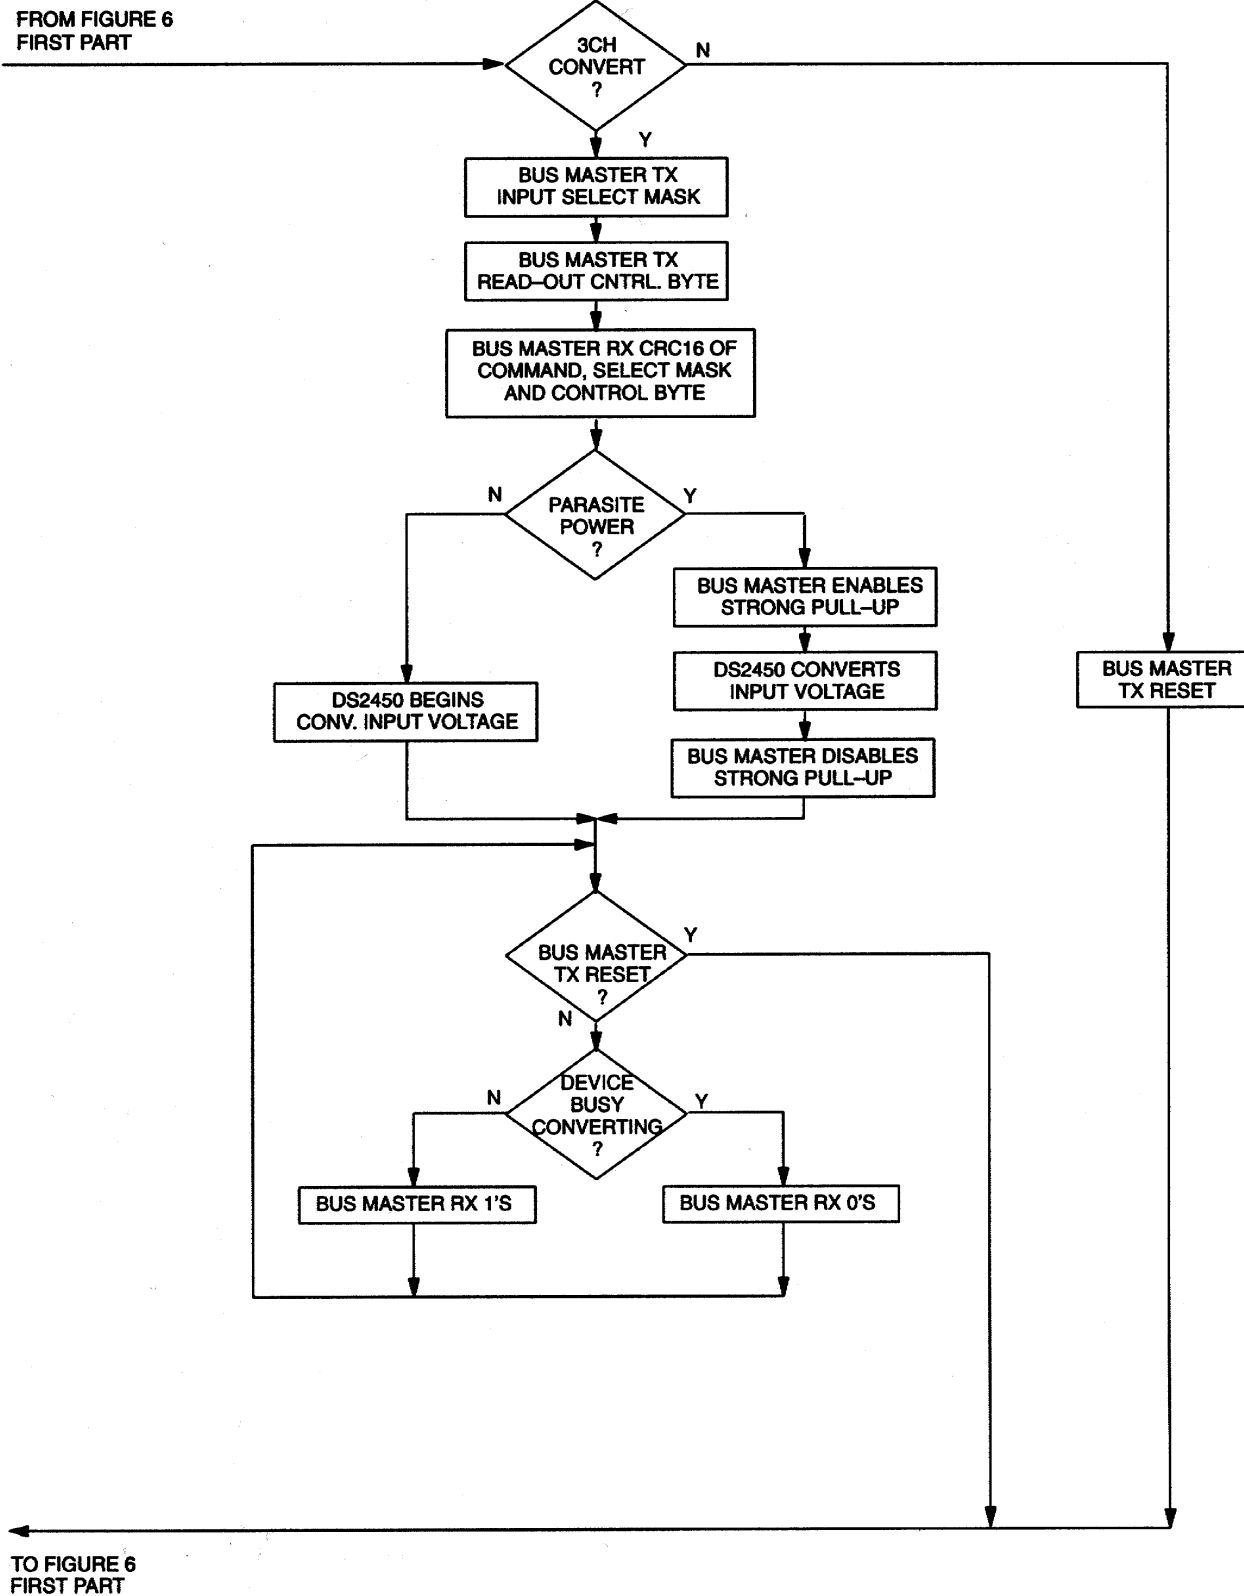 FROM FIGURE 6
FIRST PART
3CH
CONVERT
?
N
Y
BUS MASTER TX
INPUT SELECT MASK
BUS MASTER TX
READ–OUT CNTRL. BYTE
BUS MASTER RX CRC16 OF
COMMAND, SELECT MASK
AND CONTROL BYTE
N
PARASITE
POWER
?
Y
BUS MASTER ENABLES
STRONG PULL–UP
DS2450 CONVERTS
INPUT VOLTAGE
BUS MASTER
TX RESET
DS2450 BEGINS
CONV. INPUT VOLTAGE
BUS MASTER DISABLES
STRONG PULL–UP
BUS MASTER
TX RESET
?
Y
N
DEVICE
BUSY
CONVERTING
?
N
Y
BUS MASTER RX 1'S
BUS MASTER RX 0'S
TO FIGURE 6
FIRST PART